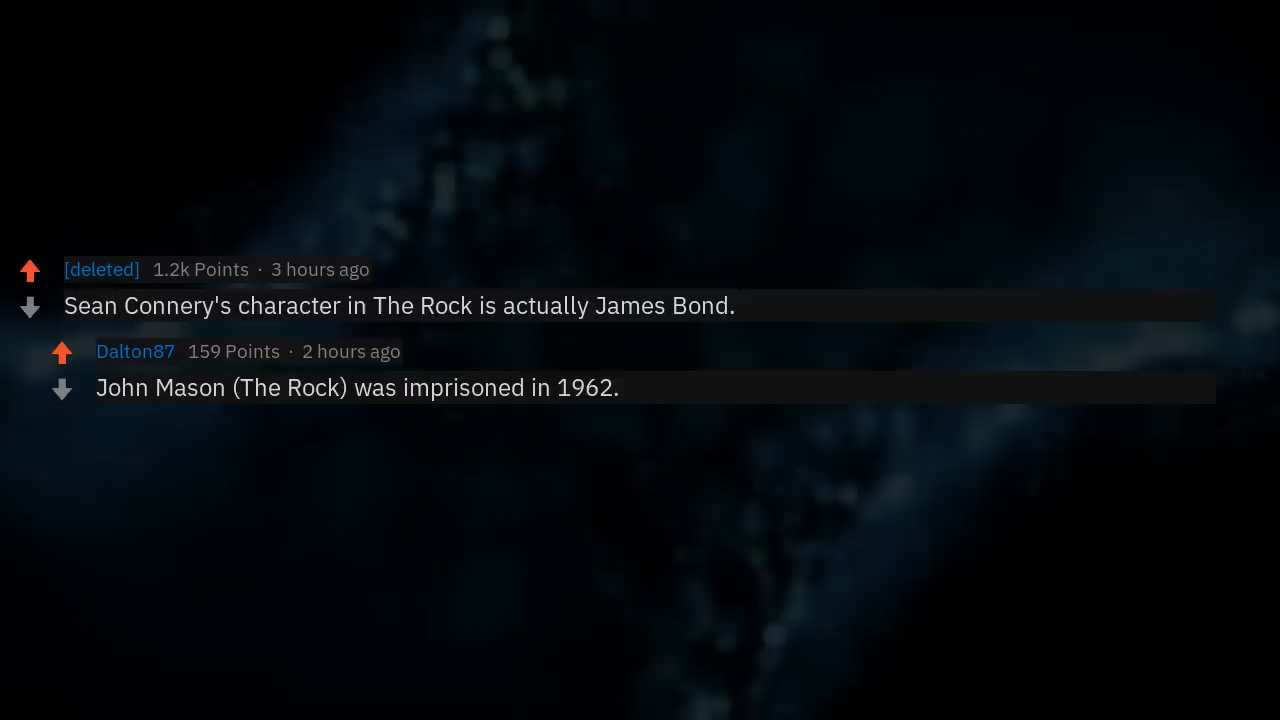 [deleted] 1.2k Points · 3 hours ago
Sean Connery's character in The Rock is actually James Bond.
Dalton87 159 Points · 2 hours ago
John Mason (The Rock) was imprisoned in 1962.